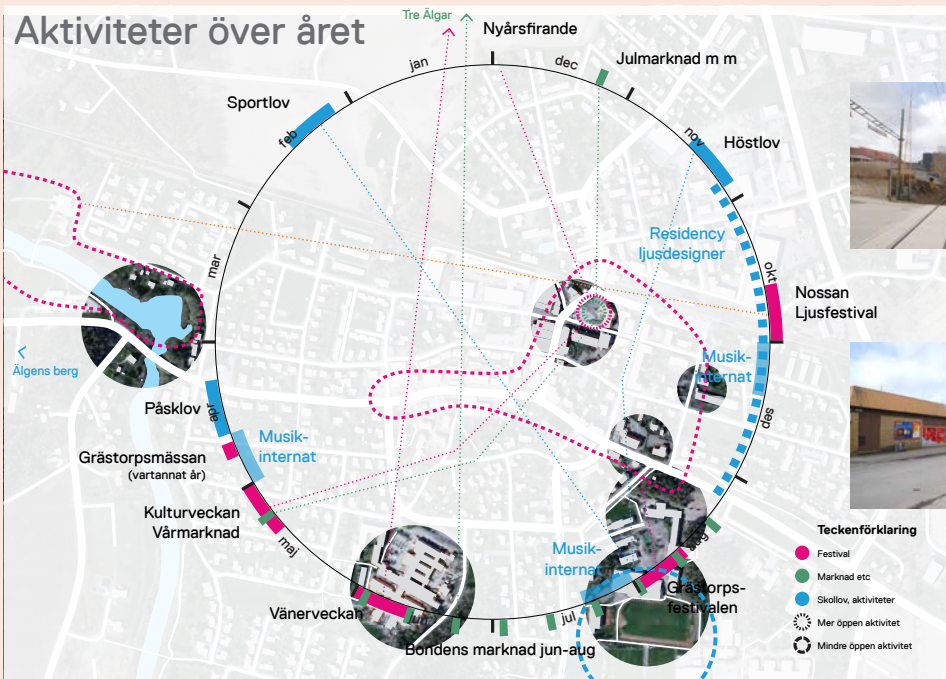 Aktiviteter över året
Tre Älgar
Nyårsfirande
jan
dec
Julmarknad m m
Sportlov
feb
nov
Höstlov
Residency
ljusdesigner
mar
okt
Nossan
Ljusfestival
Älgens berg
Musik-
internat
Påsklov
apr
sep
Musik-
internat
Grästorpsmässan
(vartannat år)
Kulturveckan
Vårmarknad
maj
Musik-
internat
aug
Grästorps-
festivalen
Vänerveckan
jun
jul
Bondens marknad jun-aug
Teckenförklaring
Festival
Marknad etc
Skollov, aktiviteter
Mer öppen aktivitet
Mindre öppen aktivitet